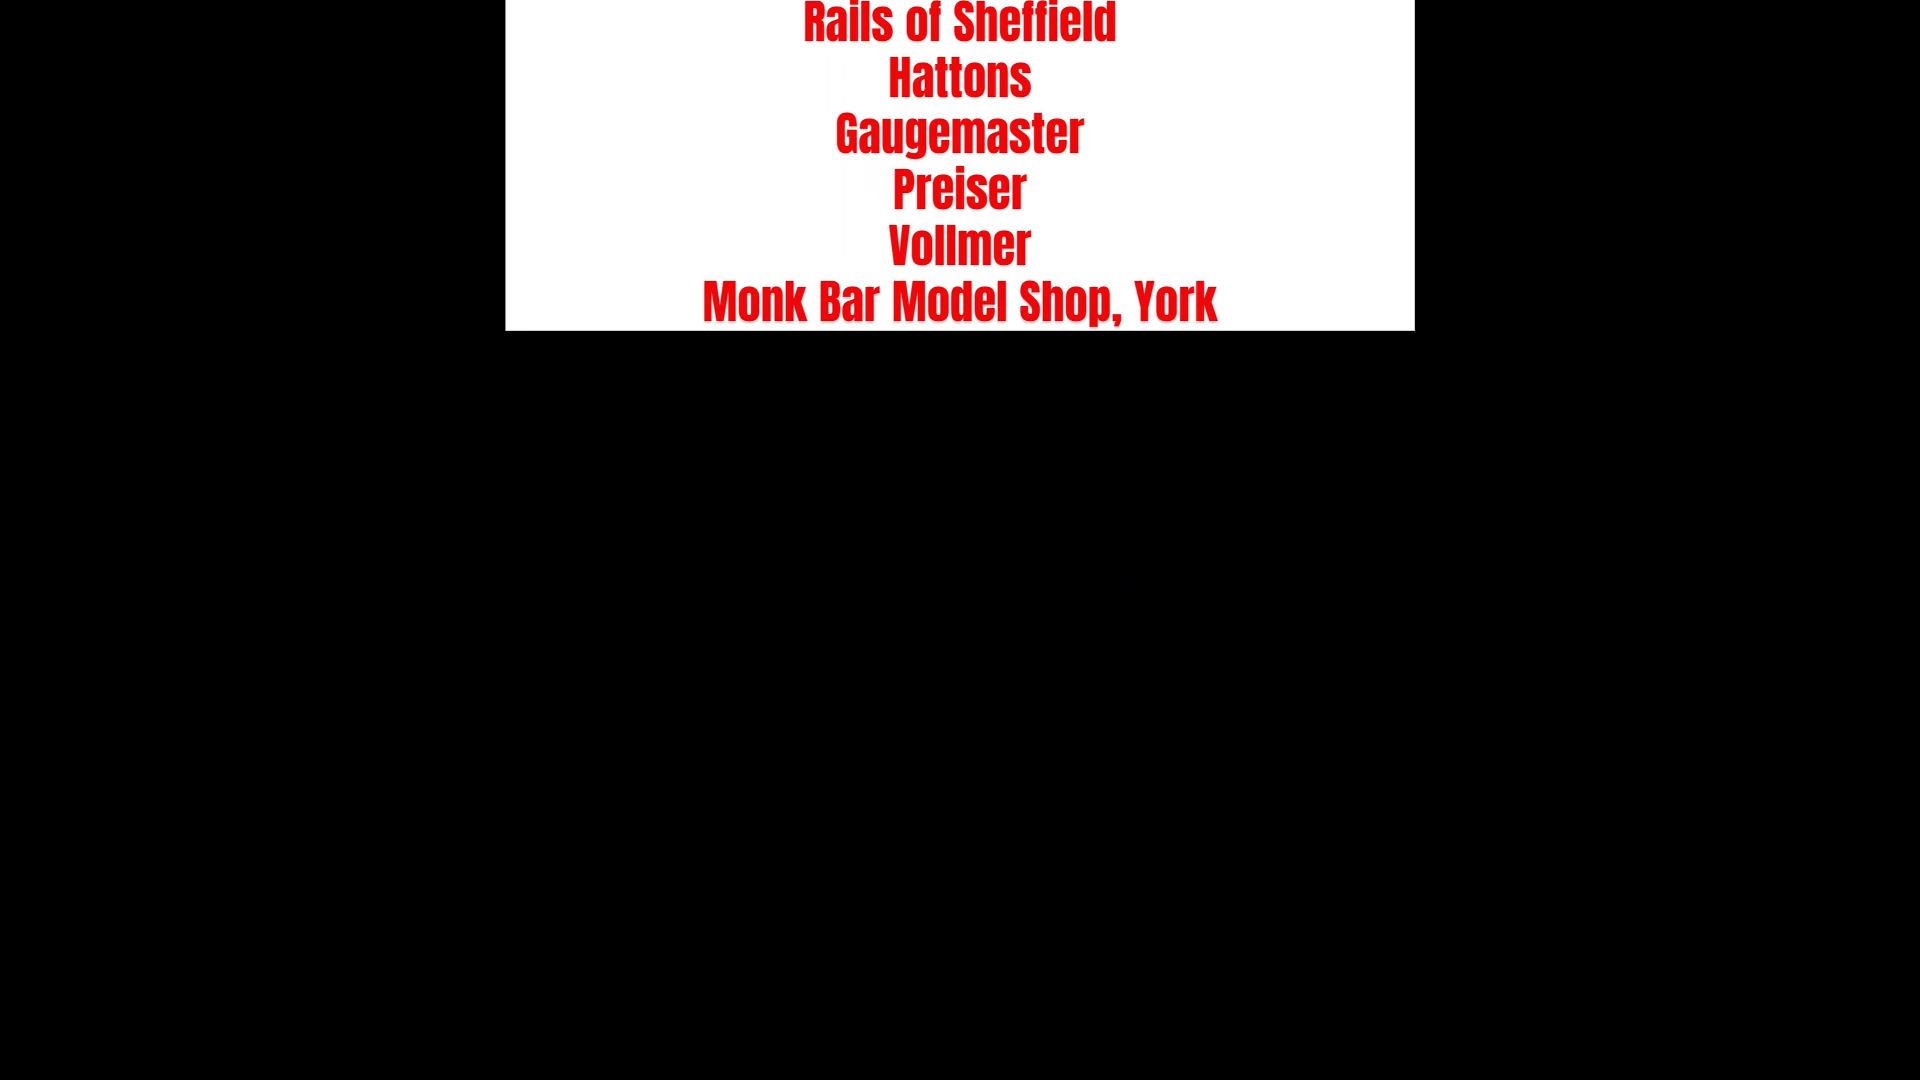 Rails of Sheffield
Hattons
Gaugemaster
Preiser
Vollmer
Monk Bar Model Shop, York